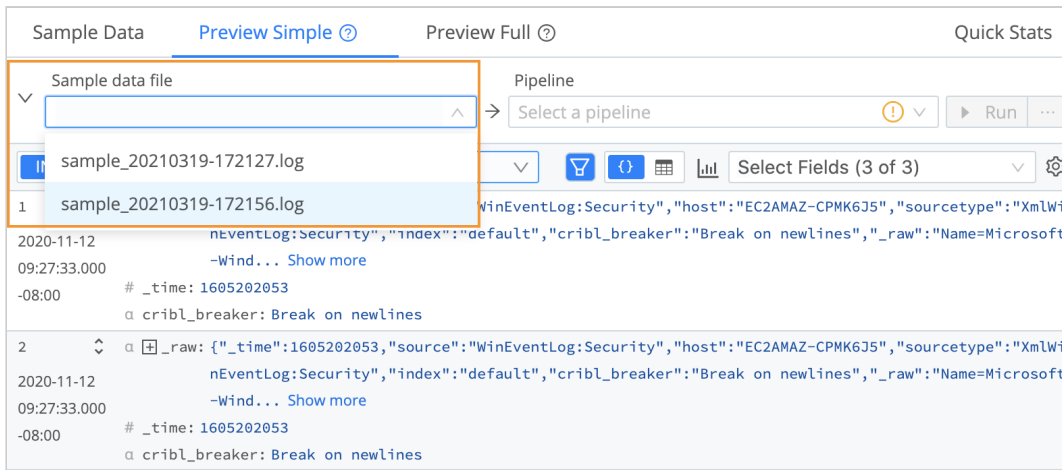 Sample Data Preview Simple ? Preview Full ? Quick Stats
Sample data file Pipeline
Select a pipeline Run ...
sample_20210319-172127.log
{} Select Fields (3 of 3)
sample_20210319-172156.log
1 WinEventLog:Security","host":"EC2AMAZ-CPMK6J5","sourcetype":"XmlWi
2020-11-12 nEventLog:Security","index":"default","cribl_breaker":"Break on newlines","_raw":"Name=Microsoft
09:27:33.000 -Wind... Show more
-08:00 # _time: 1605202053
α cribl_breaker: Break on newlines
2 α + _raw: {"_time":1605202053,"source":"WinEventLog:Security","host":"EC2AMAZ-CPMK6J5","sourcetype":"XmlWi
2020-11-12 nEventLog:Security","index":"default","cribl_breaker":"Break on newlines","_raw":"Name=Microsoft
09:27:33.000 -Wind... Show more
-08:00 # _time: 1605202053
α cribl_breaker: Break on newlines